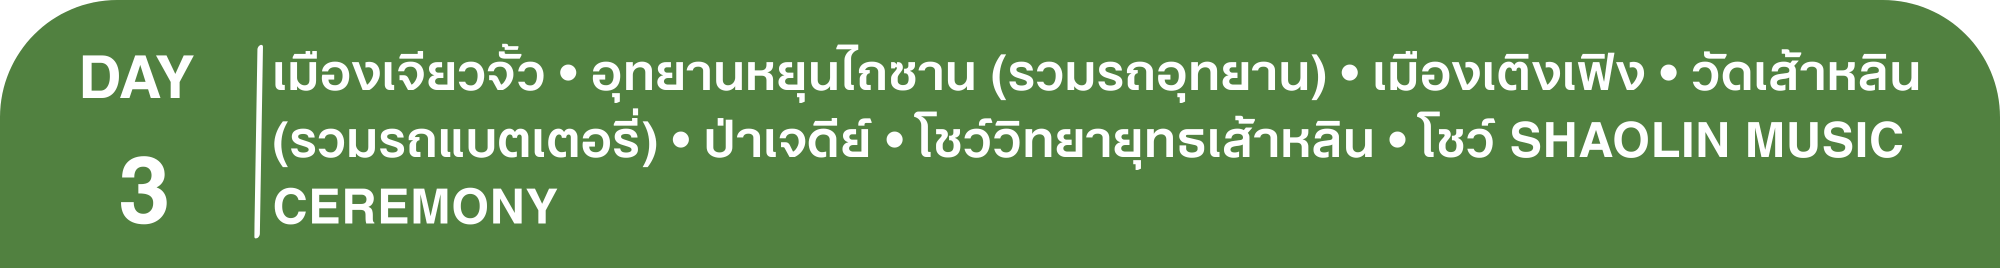 DAY
3
เมืองเจียวจั้ว • อุทยานหยุนไถซาน (รวมรถอุทยาน) • เมืองเติงเฟิง • วัดเส้าหลิน
(รวมรถแบตเตอรี่) • ป่าเจดีย์ • โชว์วิทยายุทธเส้าหลิน • โชว์ SHAOLIN MUSIC
CEREMONY